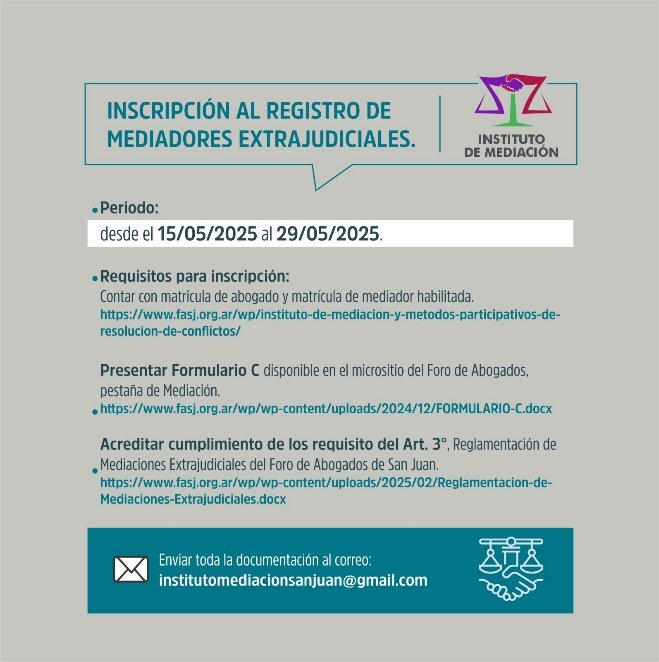 INSCRIPCIÓN AL REGISTRO DE
MEDIADORES EXTRAJUDICIALES.
INSTITUTO
DE MEDIACIÓN
• Periodo:
desde el 15/05/2025 al 29/05/2025.
• Requisitos para inscripción:
Contar con matricula de abogado y matrícula de mediador habilitada.
https://www.fasj.org.ar/wp/instituto-de-mediacion-y-metodos-participativos-de-
resolucion-de-conflictos/
Presentar Formulario C disponible en el micrositio del Foro de Abogados,
pestaña de Mediación.
• https://www.fasj.org.ar/wp/wp-content/uploads/2024/12/FORMULARIO-C.docx
Acreditar cumplimiento de los requisito del Art. 3°, Reglamentación de
• Mediaciones Extrajudiciales del Foro de Abogados de San Juan.
https://www.fasj.org.ar/wp/wp-content/uploads/2025/02/Reglamentacion-de-
Mediaciones-Extrajudiciales.docx
Enviar toda la documentación al correo:
institutomediacionsanjuan@gmail.com